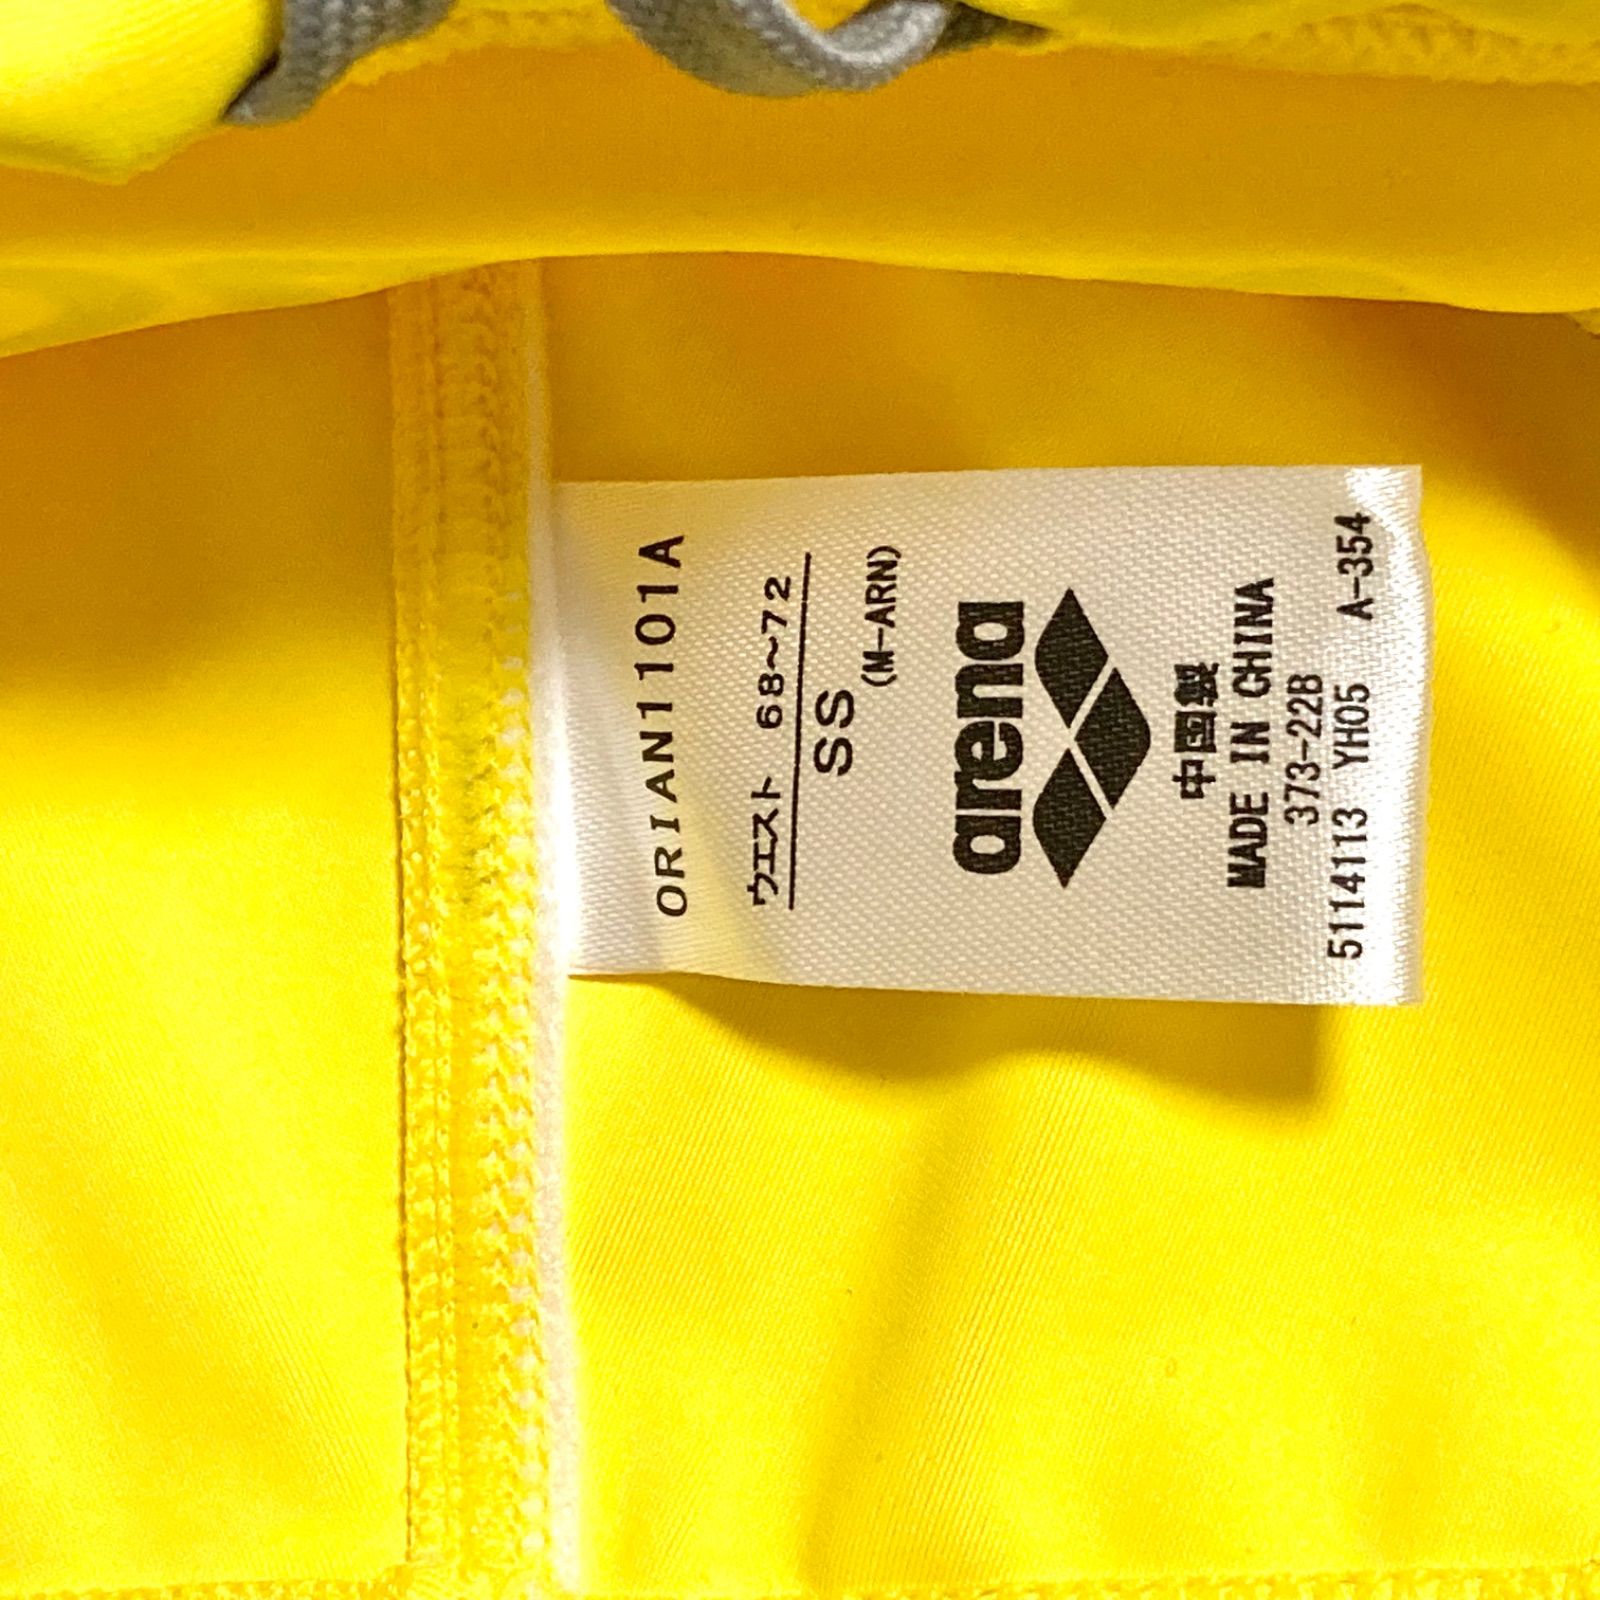 ORIAN1101A
ウエスト 68〜72
SS
(M-ARN)
arena
中国製
MADE IN CHINA
373-22B
5114113 YH05 A-354